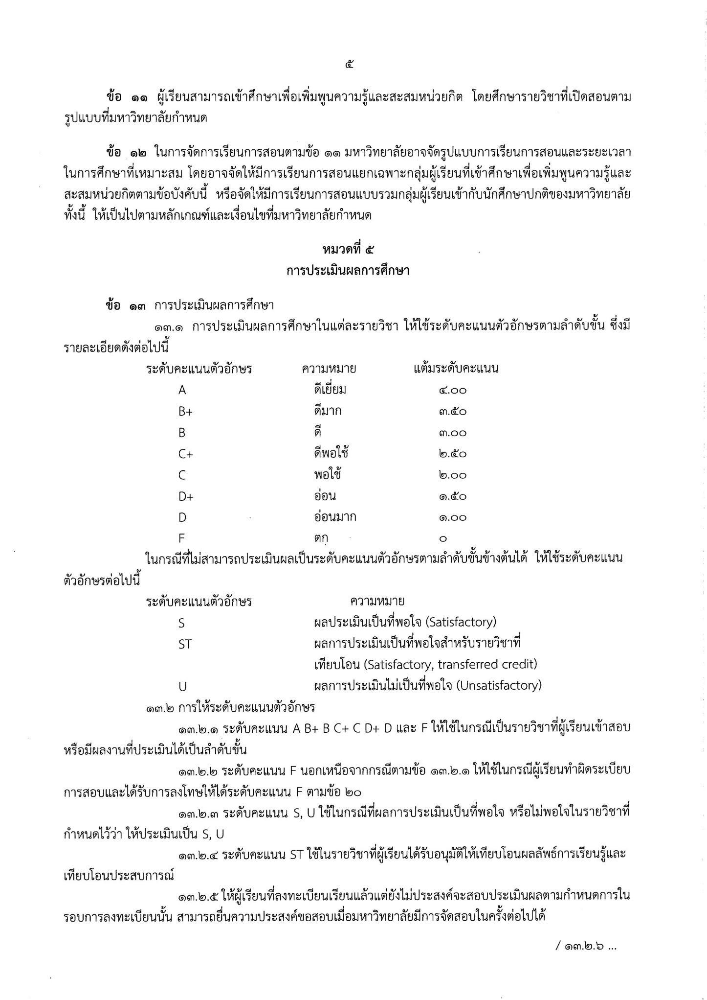 ๕
ข้อ ๑๑ ผู้เรียนสามารถเข้าศึกษาเพื่อเพิ่มพูนความรู้และสะสมหน่วยกิต โดยศึกษารายวิชาที่เปิดสอนตาม
รูปแบบที่มหาวิทยาลัยกำหนด
ข้อ ๑๒ ในการจัดการเรียนการสอนตามข้อ ๑๑ มหาวิทยาลัยอาจจัดรูปแบบการเรียนการสอนและระยะเวลา
ในการศึกษาที่เหมาะสม โดยอาจจัดให้มีการเรียนการสอนแยกเฉพาะกลุ่มผู้เรียนที่เข้าศึกษาเพื่อเพิ่มพูนความรู้และ
สะสมหน่วยกิตตามข้อบังคับนี้ หรือจัดให้มีการเรียนการสอนแบบรวมกลุ่มผู้เรียนเข้ากับนักศึกษาปกติของมหาวิทยาลัย
ทั้งนี้ ให้เป็นไปตามหลักเกณฑ์และเงื่อนไขที่มหาวิทยาลัยกำหนด
หมวดที่ ๕
การประเมินผลการศึกษา
ข้อ ๑๓ การประเมินผลการศึกษา
๑๓.๑ การประเมินผลการศึกษาในแต่ละรายวิชา ให้ใช้ระดับคะแนนตัวอักษรตามลำดับขั้น ซึ่งมี
รายละเอียดดังต่อไปนี้
ระดับคะแนนตัวอักษร ความหมาย แต้มระดับคะแนน
A ดีเยี่ยม ๔.๐๐
B+ ดีมาก ๓.๕๐
B ดี ๓.๐๐
C+ ดีพอใช้ ๒.๕๐
C พอใช้ ๒.๐๐
D+ อ่อน ๑.๕๐
D อ่อนมาก ๑.๐๐
F ตก ๐
ในกรณีที่ไม่สามารถประเมินผลเป็นระดับคะแนนตัวอักษรตามลำดับขั้นข้างต้นได้ ให้ใช้ระดับคะแนน
ตัวอักษรต่อไปนี้
ระดับคะแนนตัวอักษร ความหมาย
S ผลประเมินเป็นที่พอใจ (Satisfactory)
ST ผลการประเมินเป็นที่พอใจสำหรับรายวิชาที่
เทียบโอน (Satisfactory, transferred credit)
U ผลการประเมินไม่เป็นที่พอใจ (Unsatisfactory)
๑๓.๒ การให้ระดับคะแนนตัวอักษร
๑๓.๒.๑ ระดับคะแนน A B+ B C+ C D+ D และ F ให้ใช้ในกรณีเป็นรายวิชาที่ผู้เรียนเข้าสอบ
หรือมีผลงานที่ประเมินได้เป็นลำดับขั้น
๑๓.๒.๒ ระดับคะแนน F นอกเหนือจากกรณีตามข้อ ๑๓.๒.๑ ให้ใช้ในกรณีผู้เรียนทำผิดระเบียบ
การสอบและได้รับการลงโทษให้ได้ระดับคะแนน F ตามข้อ ๒๐
๑๓.๒.๓ ระดับคะแนน S, U ใช้ในกรณีที่ผลการประเมินเป็นที่พอใจ หรือไม่พอใจในรายวิชาที่
กำหนดไว้ว่า ให้ประเมินเป็น S, U
๑๓.๒.๔ ระดับคะแนน ST ใช้ในรายวิชาที่ผู้เรียนได้รับอนุมัติให้เทียบโอนผลลัพธ์การเรียนรู้และ
เทียบโอนประสบการณ์
๑๓.๒.๕ ให้ผู้เรียนที่ลงทะเบียนเรียนแล้วแต่ยังไม่ประสงค์จะสอบประเมินผลตามกำหนดการใน
รอบการลงทะเบียนนั้น สามารถยื่นความประสงค์ขอสอบเมื่อมหาวิทยาลัยมีการจัดสอบในครั้งต่อไปได้
/ ๑๓.๒.๖ ...